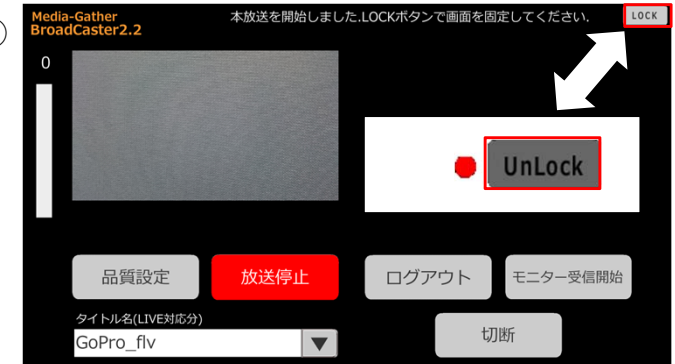 Media-Gather
BroadCaster2.2
本放送を開始しました.LOCKボタンで画面を固定してください.
LOCK
0
UnLock
品質設定
放送停止
ログアウト
モニター受信開始
タイトル名(LIVE対応分)
GoPro_flv
切断